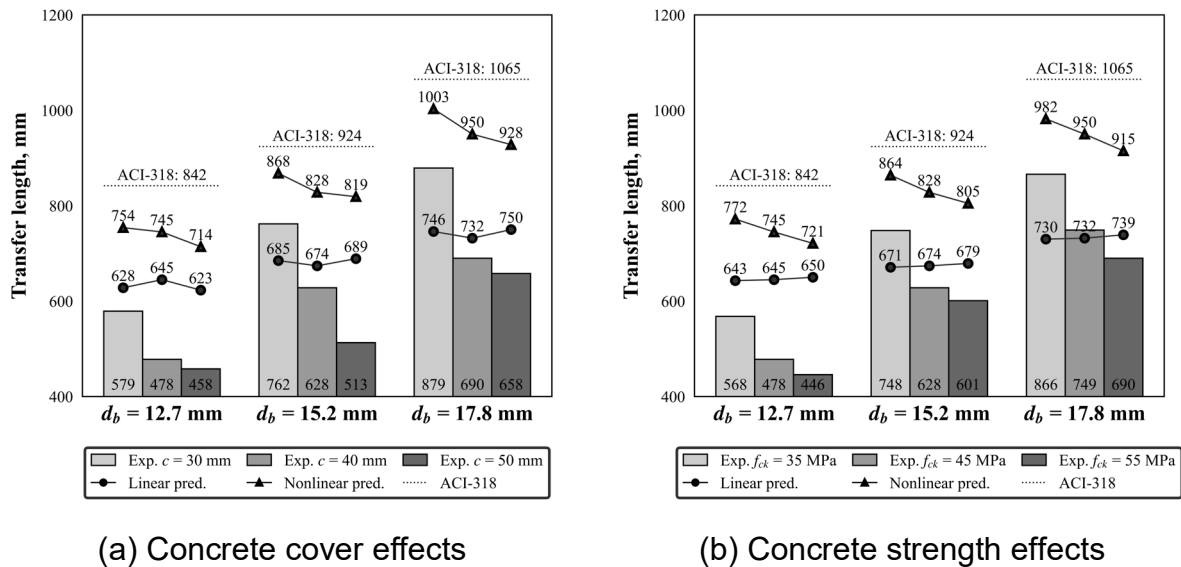 1200
1000
800
600
400
Transfer length, mm
ACI-318: 842
754
745
714
628
645
623
579
478
458
d_b = 12.7 mm
ACI-318: 924
868
828
819
685
674
689
762
628
513
d_b = 15.2 mm
ACI-318: 1065
1003
950
928
746
732
750
879
690
658
d_b = 17.8 mm
Exp. c = 30 mm
Exp. c = 40 mm
Exp. c = 50 mm
Linear pred.
Nonlinear pred.
ACI-318
(a) Concrete cover effects
1200
1000
800
600
400
Transfer length, mm
ACI-318: 842
772
745
721
643
645
650
568
478
446
d_b = 12.7 mm
ACI-318: 924
864
828
805
671
674
679
748
628
601
d_b = 15.2 mm
ACI-318: 1065
982
950
915
730
732
739
866
749
690
d_b = 17.8 mm
Exp. f_ck = 35 MPa
Exp. f_ck = 45 MPa
Exp. f_ck = 55 MPa
Linear pred.
Nonlinear pred.
ACI-318
(b) Concrete strength effects